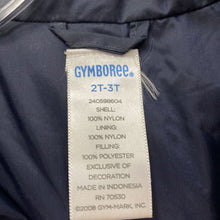 GYMBOREE®
2T-3T
240598604
SHELL:
100% NYLON
LINING:
100% NYLON
FILLING:
100% POLYESTER
EXCLUSIVE OF
DECORATION
MADE IN INDONESIA
RN 70530
©2008 GYM-MARK, INC.